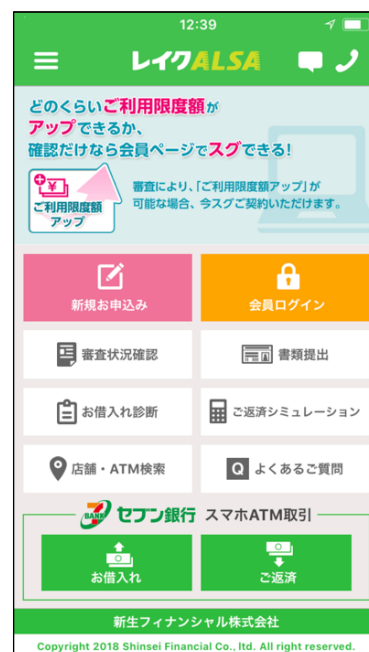 12:39
レイクALSA
どのくらいご利用限度額が
アップできるか、
確認だけなら会員ページでスグできる!
¥
ご利用限度額
アップ
審査により、「ご利用限度額アップ」が
可能な場合、今スグご契約いただけます。
新規お申込み
会員ログイン
審査状況確認
書類提出
お借入れ診断
ご返済シミュレーション
店舗・ATM検索
Q よくあるご質問
7 BANK セブン銀行 スマホATM取引
お借入れ
ご返済
新生フィナンシャル株式会社
Copyright 2018 Shinsei Financial Co., ltd. All right reserved.